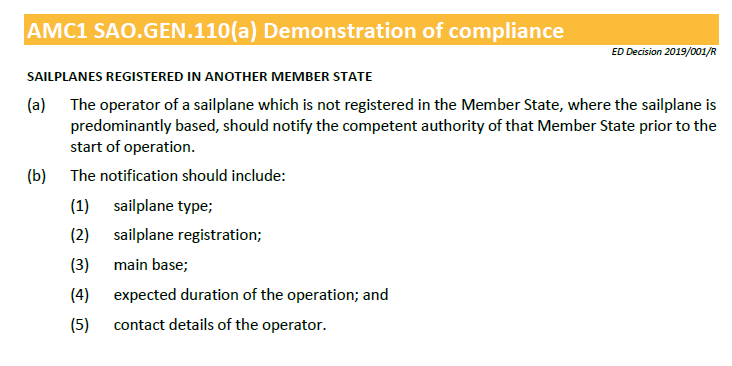 AMC1 SAO.GEN.110(a) Demonstration of compliance
ED Decision 2019/001/R
SAILPLANES REGISTERED IN ANOTHER MEMBER STATE
(a) The operator of a sailplane which is not registered in the Member State, where the sailplane is
predominantly based, should notify the competent authority of that Member State prior to the
start of operation.
(b) The notification should include:
(1) sailplane type;
(2) sailplane registration;
(3) main base;
(4) expected duration of the operation; and
(5) contact details of the operator.